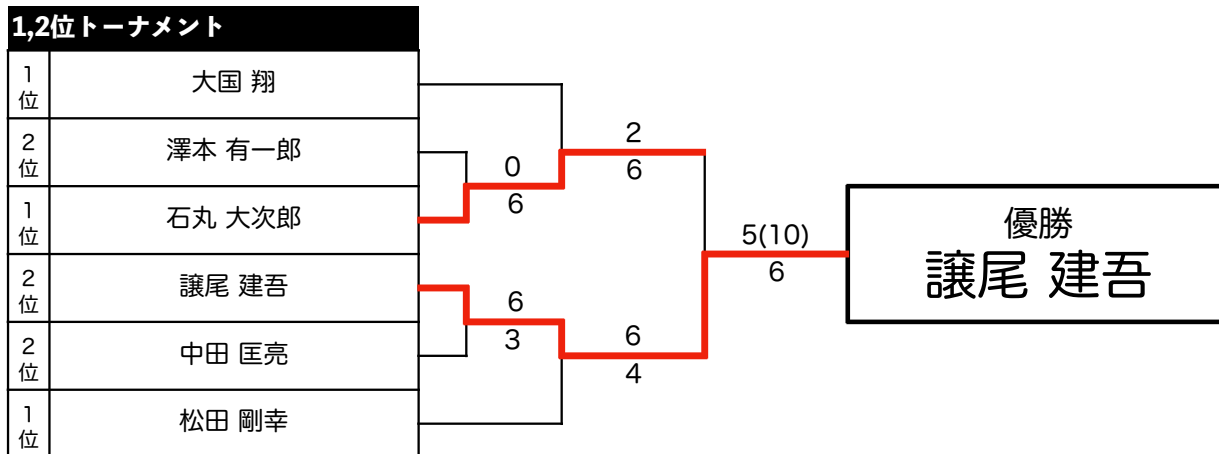 1,2位トーナメント
1位 大国 翔
2位 澤本 有一郎
1位 石丸 大次郎
2位 譲尾 建吾
2位 中田 匡亮
1位 松田 剛幸
0
6
6
3
2
6
6
4
5(10)
6
優勝
譲尾 建吾